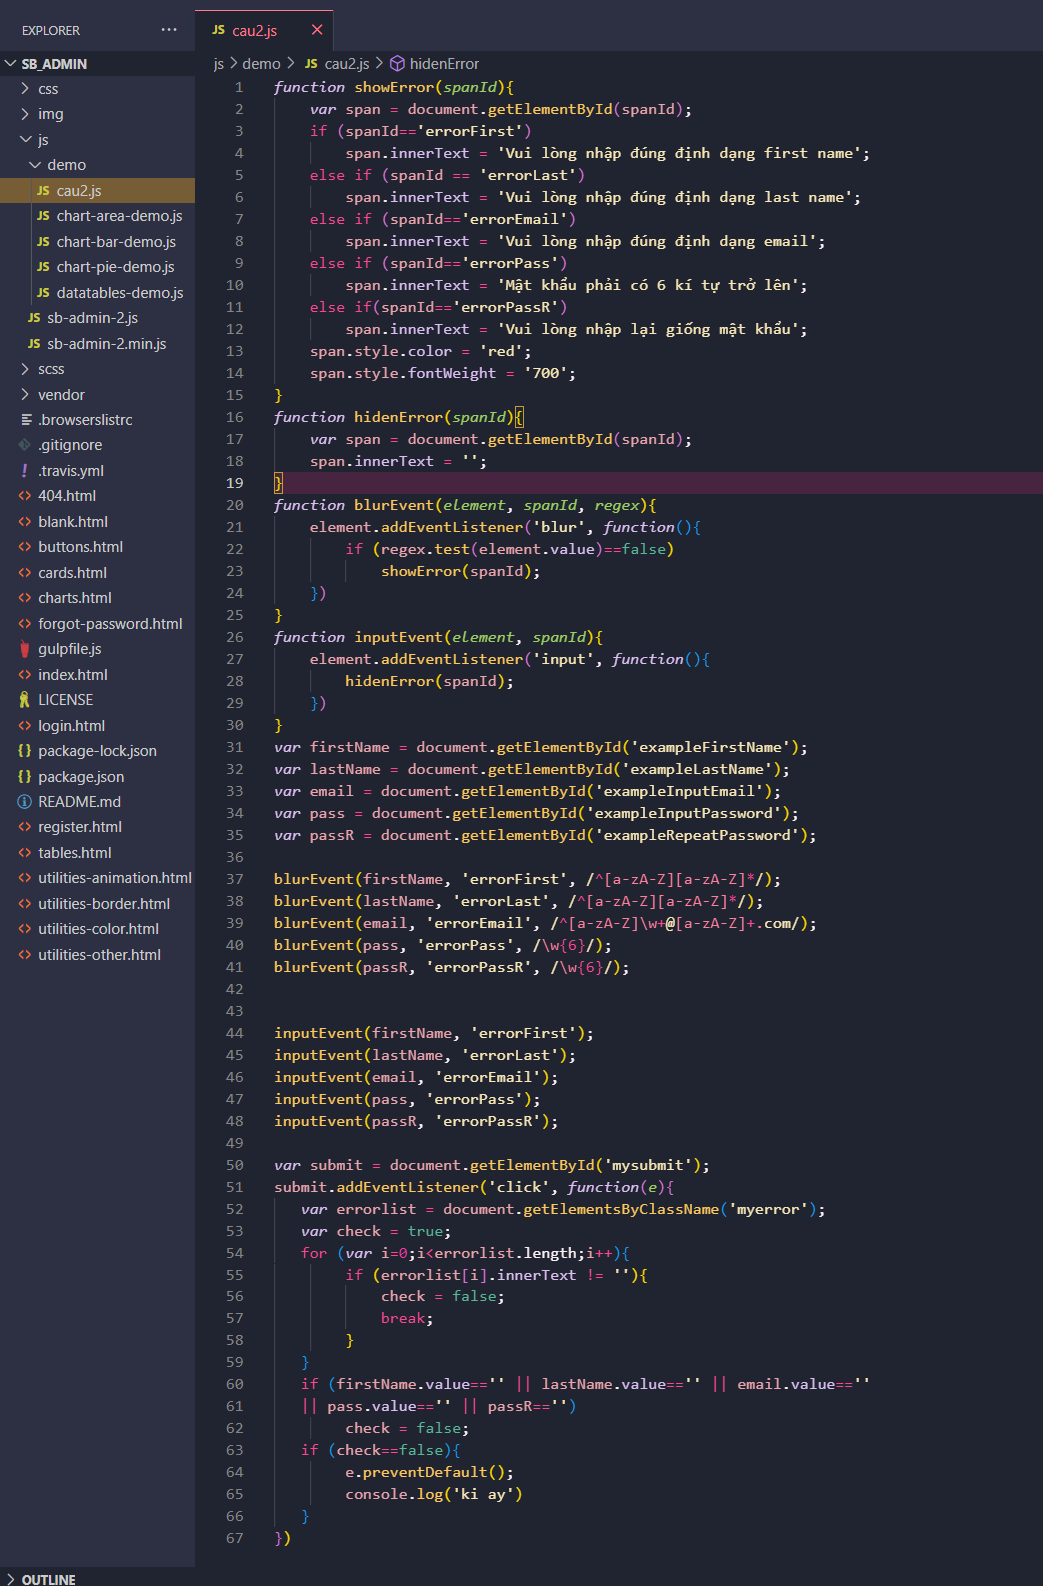 EXPLORER
···
SB_ADMIN
css
img
js
demo
JS cau2.js
JS chart-area-demo.js
JS chart-bar-demo.js
JS chart-pie-demo.js
JS datatables-demo.js
JS sb-admin-2.js
JS sb-admin-2.min.js
scss
vendor
.browserslistrc
.gitignore
! .travis.yml
<> 404.html
<> blank.html
<> buttons.html
<> cards.html
<> charts.html
<> forgot-password.html
gulpfile.js
<> index.html
LICENSE
<> login.html
{} package-lock.json
{} package.json
README.md
<> register.html
<> tables.html
<> utilities-animation.html
<> utilities-border.html
<> utilities-color.html
<> utilities-other.html
OUTLINE
JS cau2.js
js > demo > JS cau2.js > hidenError
1 function showError(spanId){
2 var span = document.getElementById(spanId);
3 if (spanId=='errorFirst')
4 span.innerText = 'Vui lòng nhập đúng định dạng first name';
5 else if (spanId == 'errorLast')
6 span.innerText = 'Vui lòng nhập đúng định dạng last name';
7 else if (spanId=='errorEmail')
8 span.innerText = 'Vui lòng nhập đúng định dạng email';
9 else if (spanId=='errorPass')
10 span.innerText = 'Mật khẩu phải có 6 kí tự trở lên';
11 else if(spanId=='errorPassR')
12 span.innerText = 'Vui lòng nhập lại giống mật khẩu';
13 span.style.color = 'red';
14 span.style.fontWeight = '700';
15 }
16 function hidenError(spanId){
17 var span = document.getElementById(spanId);
18 span.innerText = '';
19 }
20 function blurEvent(element, spanId, regex){
21 element.addEventListener('blur', function(){
22 if (regex.test(element.value)==false)
23 showError(spanId);
24 })
25 }
26 function inputEvent(element, spanId){
27 element.addEventListener('input', function(){
28 hidenError(spanId);
29 })
30 }
31 var firstName = document.getElementById('exampleFirstName');
32 var lastName = document.getElementById('exampleLastName');
33 var email = document.getElementById('exampleInputEmail');
34 var pass = document.getElementById('exampleInputPassword');
35 var passR = document.getElementById('exampleRepeatPassword');
36
37 blurEvent(firstName, 'errorFirst', /^[a-zA-Z][a-zA-Z]*/);
38 blurEvent(lastName, 'errorLast', /^[a-zA-Z][a-zA-Z]*/);
39 blurEvent(email, 'errorEmail', /^[a-zA-Z]\w+@[a-zA-Z]+.com/);
40 blurEvent(pass, 'errorPass', /\w{6}/);
41 blurEvent(passR, 'errorPassR', /\w{6}/);
42
43
44 inputEvent(firstName, 'errorFirst');
45 inputEvent(lastName, 'errorLast');
46 inputEvent(email, 'errorEmail');
47 inputEvent(pass, 'errorPass');
48 inputEvent(passR, 'errorPassR');
49
50 var submit = document.getElementById('mysubmit');
51 submit.addEventListener('click', function(e){
52 var errorlist = document.getElementsByClassName('myerror');
53 var check = true;
54 for (var i=0;i<errorlist.length;i++){
55 if (errorlist[i].innerText != ''){
56 check = false;
57 break;
58 }
59 }
60 if (firstName.value=='' || lastName.value=='' || email.value==''
61 || pass.value=='' || passR=='')
62 check = false;
63 if (check==false){
64 e.preventDefault();
65 console.log('ki ay')
66 }
67 })